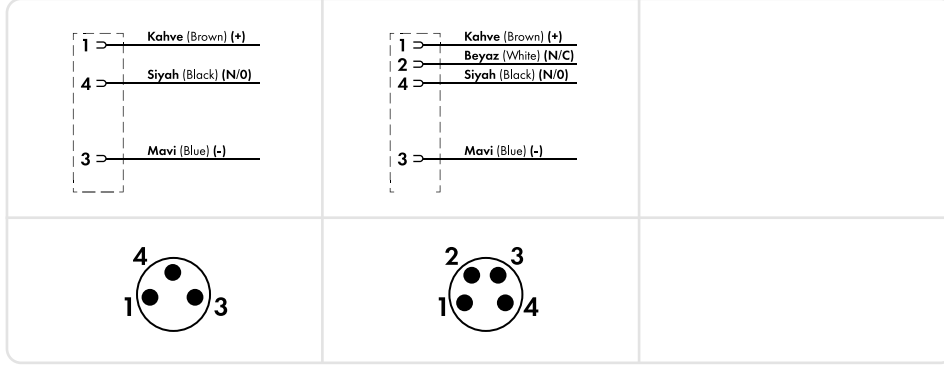 1 Kahve (Brown) (+)
4 Siyah (Black) (N/0)
3 Mavi (Blue) (-)
1 Kahve (Brown) (+)
2 Beyaz (White) (N/C)
4 Siyah (Black) (N/0)
3 Mavi (Blue) (-)
4
1 3
2 3
1 4